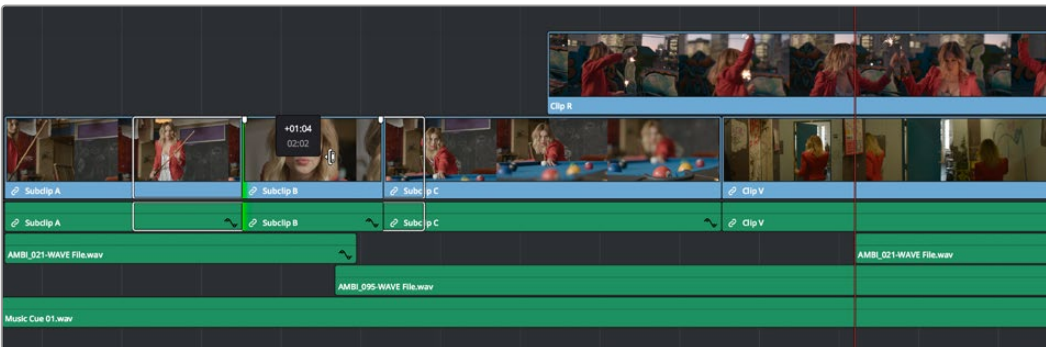 Clip R
+01:04
02:02
Subclip A
Subclip B
Subclip C
Clip V
Subclip A
Subclip B
Subclip C
Clip V
AMBI_021-WAVE File.wav
AMBI_021-WAVE File.wav
AMBI_095-WAVE File.wav
Music Cue 01.wav